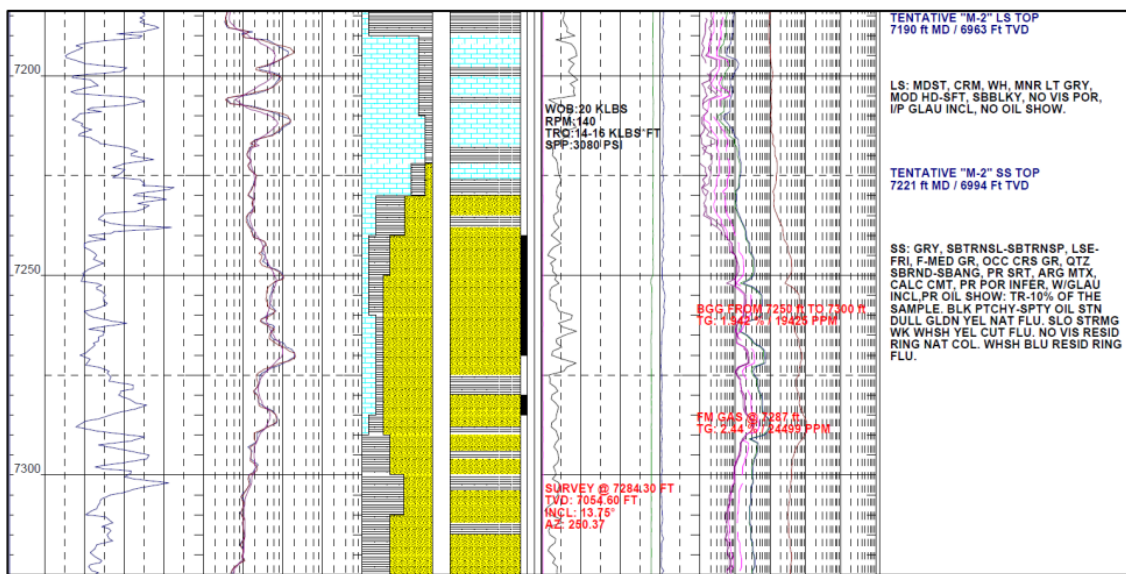 TENTATIVE "M-2" LS TOP
7190 ft MD / 6963 Ft TVD
7200
LS: MDST, CRM, WH, MNR LT GRY,
MOD HD-SFT, SBBLKY, NO VIS POR,
I/P GLAU INCL, NO OIL SHOW.
WOB:20 KLBS
RPM:140
TRQ:14-16 KLBS*FT
SPP:3080 PSI
TENTATIVE "M-2" SS TOP
7221 ft MD / 6994 Ft TVD
7250
SS: GRY, SBTRNSL-SBTRNSP, LSE-
FRI, F-MED GR, OCC CRS GR, QTZ
SBRND-SBANG, PR SRT, ARG MTX,
CALC CMT, PR POR INFER, W/GLAU
INCL,PR OIL SHOW: TR-10% OF THE
SAMPLE. BLK PTCHY-SPTY OIL STN
DULL GLDN YEL NAT FLU. SLO STRMG
WK WHSH YEL CUT FLU. NO VIS RESID
RING NAT COL. WHSH BLU RESID RING
FLU.
BGG FROM 7250 ft TO 7300 ft
TG: 1.942 % / 19425 PPM
FM GAS @ 7287 ft
TG: 2.44 % / 24499 PPM
7300
SURVEY @ 7284.30 FT
TVD: 7054.60 FT
INCL: 13.75°
AZ: 250.37